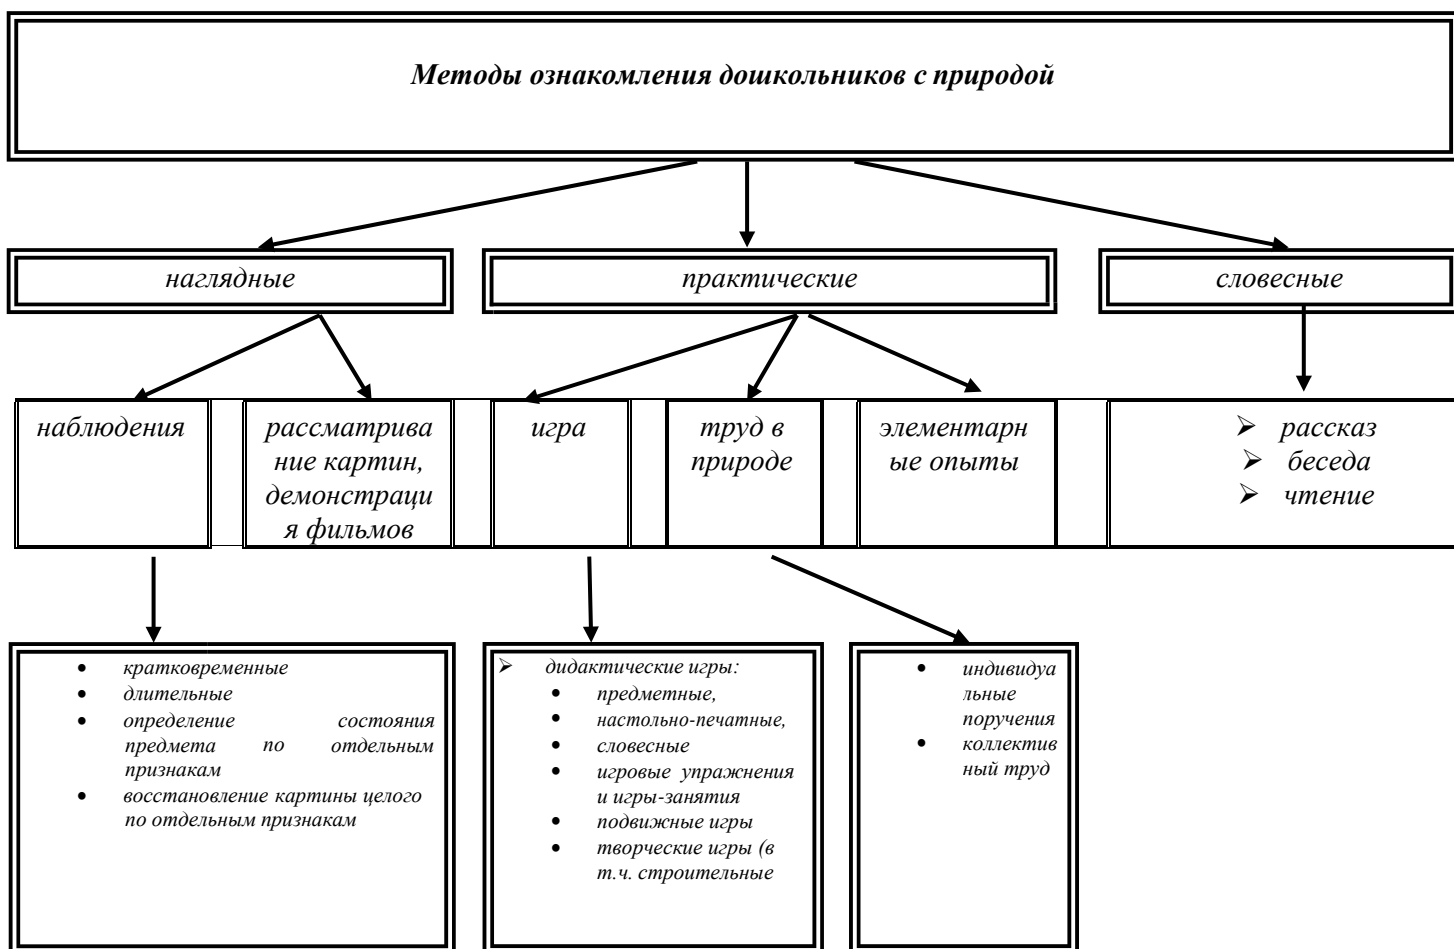 Методы ознакомления дошкольников с природой
наглядные
практические
словесные
наблюдения
рассматрива
ние картин,
демонстраци
я фильмов
игра
труд в
природе
элементарн
ые опыты
➢ рассказ
➢ беседа
➢ чтение
• кратковременные
• длительные
• определение состояния
предмета по отдельным
признакам
• восстановление картины целого
по отдельным признакам
➢ дидактические игры:
• предметные,
• настольно-печатные,
• словесные
• игровые упражнения
и игры-занятия
• подвижные игры
• творческие игры (в
т.ч. строительные
• индивидуа
льные
поручения
• коллектив
ный труд